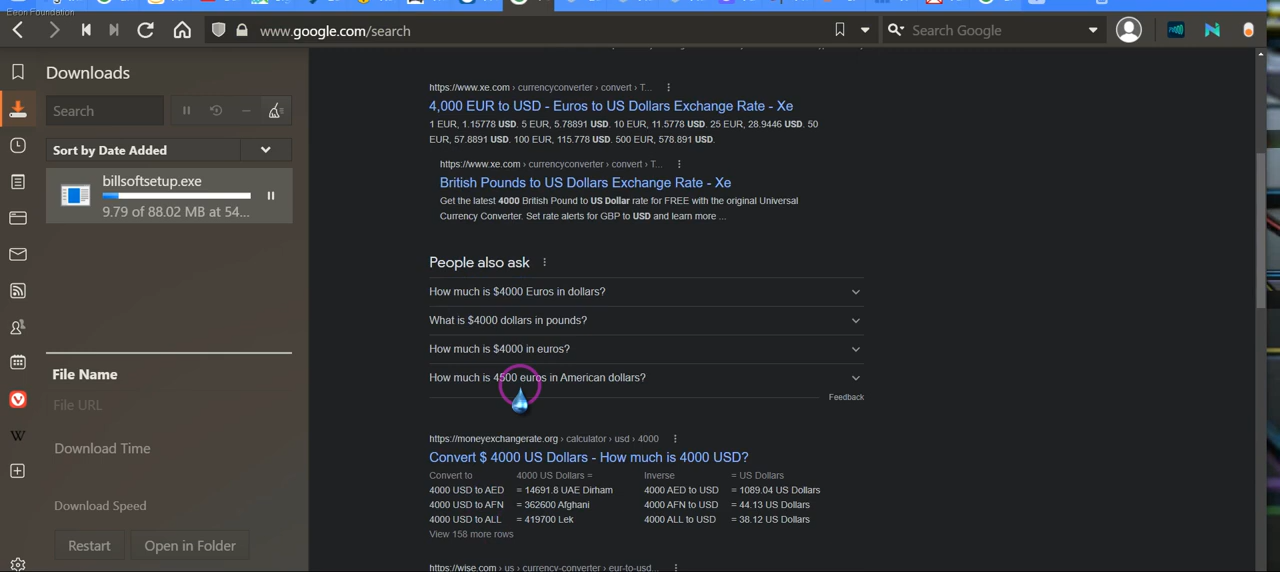 Eeon Foundation
www.google.com/search
Search Google
Downloads
Search
Sort by Date Added
billsoftsetup.exe
9.79 of 88.02 MB at 54...
File Name
File URL
Download Time
Download Speed
Restart
Open in Folder
https://www.xe.com › currencyconverter › convert › T...
4,000 EUR to USD - Euros to US Dollars Exchange Rate - Xe
1 EUR, 1.15778 USD. 5 EUR, 5.78891 USD. 10 EUR, 11.5778 USD. 25 EUR, 28.9446 USD. 50
EUR, 57.8891 USD. 100 EUR, 115.778 USD. 500 EUR, 578.891 USD.
https://www.xe.com › currencyconverter › convert › T...
British Pounds to US Dollars Exchange Rate - Xe
Get the latest 4000 British Pound to US Dollar rate for FREE with the original Universal
Currency Converter. Set rate alerts for GBP to USD and learn more ...
People also ask
How much is $4000 Euros in dollars?
What is $4000 dollars in pounds?
How much is $4000 in euros?
How much is 4500 euros in American dollars?
Feedback
https://moneyexchangerate.org › calculator › usd › 4000
Convert $ 4000 US Dollars - How much is 4000 USD?
Convert to 4000 US Dollars = Inverse = US Dollars
4000 USD to AED = 14691.8 UAE Dirham 4000 AED to USD = 1089.04 US Dollars
4000 USD to AFN = 362600 Afghani 4000 AFN to USD = 44.13 US Dollars
4000 USD to ALL = 419700 Lek 4000 ALL to USD = 38.12 US Dollars
View 158 more rows
https://wise.com › us › currency-converter › eur-to-usd...